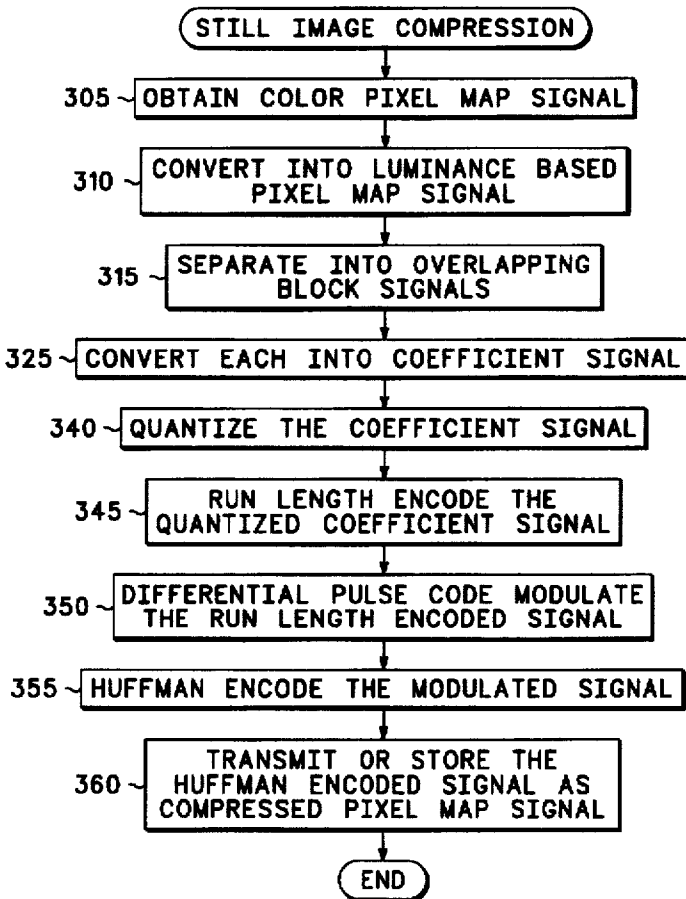 STILL IMAGE COMPRESSION
305 OBTAIN COLOR PIXEL MAP SIGNAL
310 CONVERT INTO LUMINANCE BASED
PIXEL MAP SIGNAL
315 SEPARATE INTO OVERLAPPING
BLOCK SIGNALS
325 CONVERT EACH INTO COEFFICIENT SIGNAL
340 QUANTIZE THE COEFFICIENT SIGNAL
345 RUN LENGTH ENCODE THE
QUANTIZED COEFFICIENT SIGNAL
350 DIFFERENTIAL PULSE CODE MODULATE
THE RUN LENGTH ENCODED SIGNAL
355 HUFFMAN ENCODE THE MODULATED SIGNAL
360 TRANSMIT OR STORE THE
HUFFMAN ENCODED SIGNAL AS
COMPRESSED PIXEL MAP SIGNAL
END